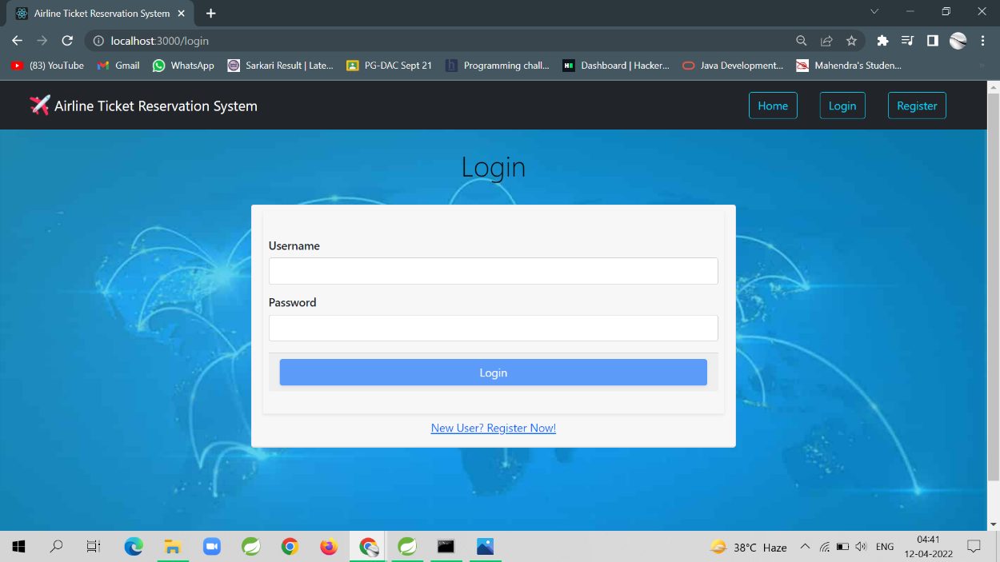 Airline Ticket Reservation System
localhost:3000/login
(83) YouTube
Gmail
WhatsApp
Sarkari Result | Late...
PG-DAC Sept 21
h
Programming chall...
H
Dashboard | Hacker...
Java Development...
Mahendra's Studen...
Airline Ticket Reservation System
Home
Login
Register
Login
Username
Password
Login
New User? Register Now!
38°C Haze
ENG
04:41
12-04-2022